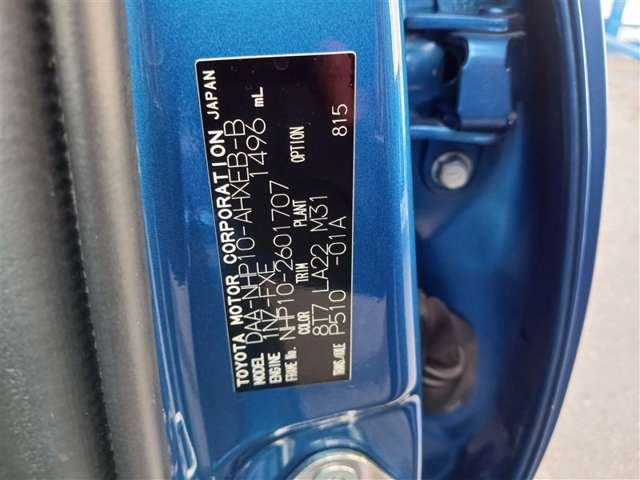 TOYOTA MOTOR CORPORATION JAPAN
MODEL DAA-NHP10-AHXEB-B
ENGINE 1NZ-FXE 1496 mL
FRAME No. NHP10-2601707
COLOR TRIM PLANT OPTION
8T7 LA22 M31 815
TRANS./AXLE P510 -01A